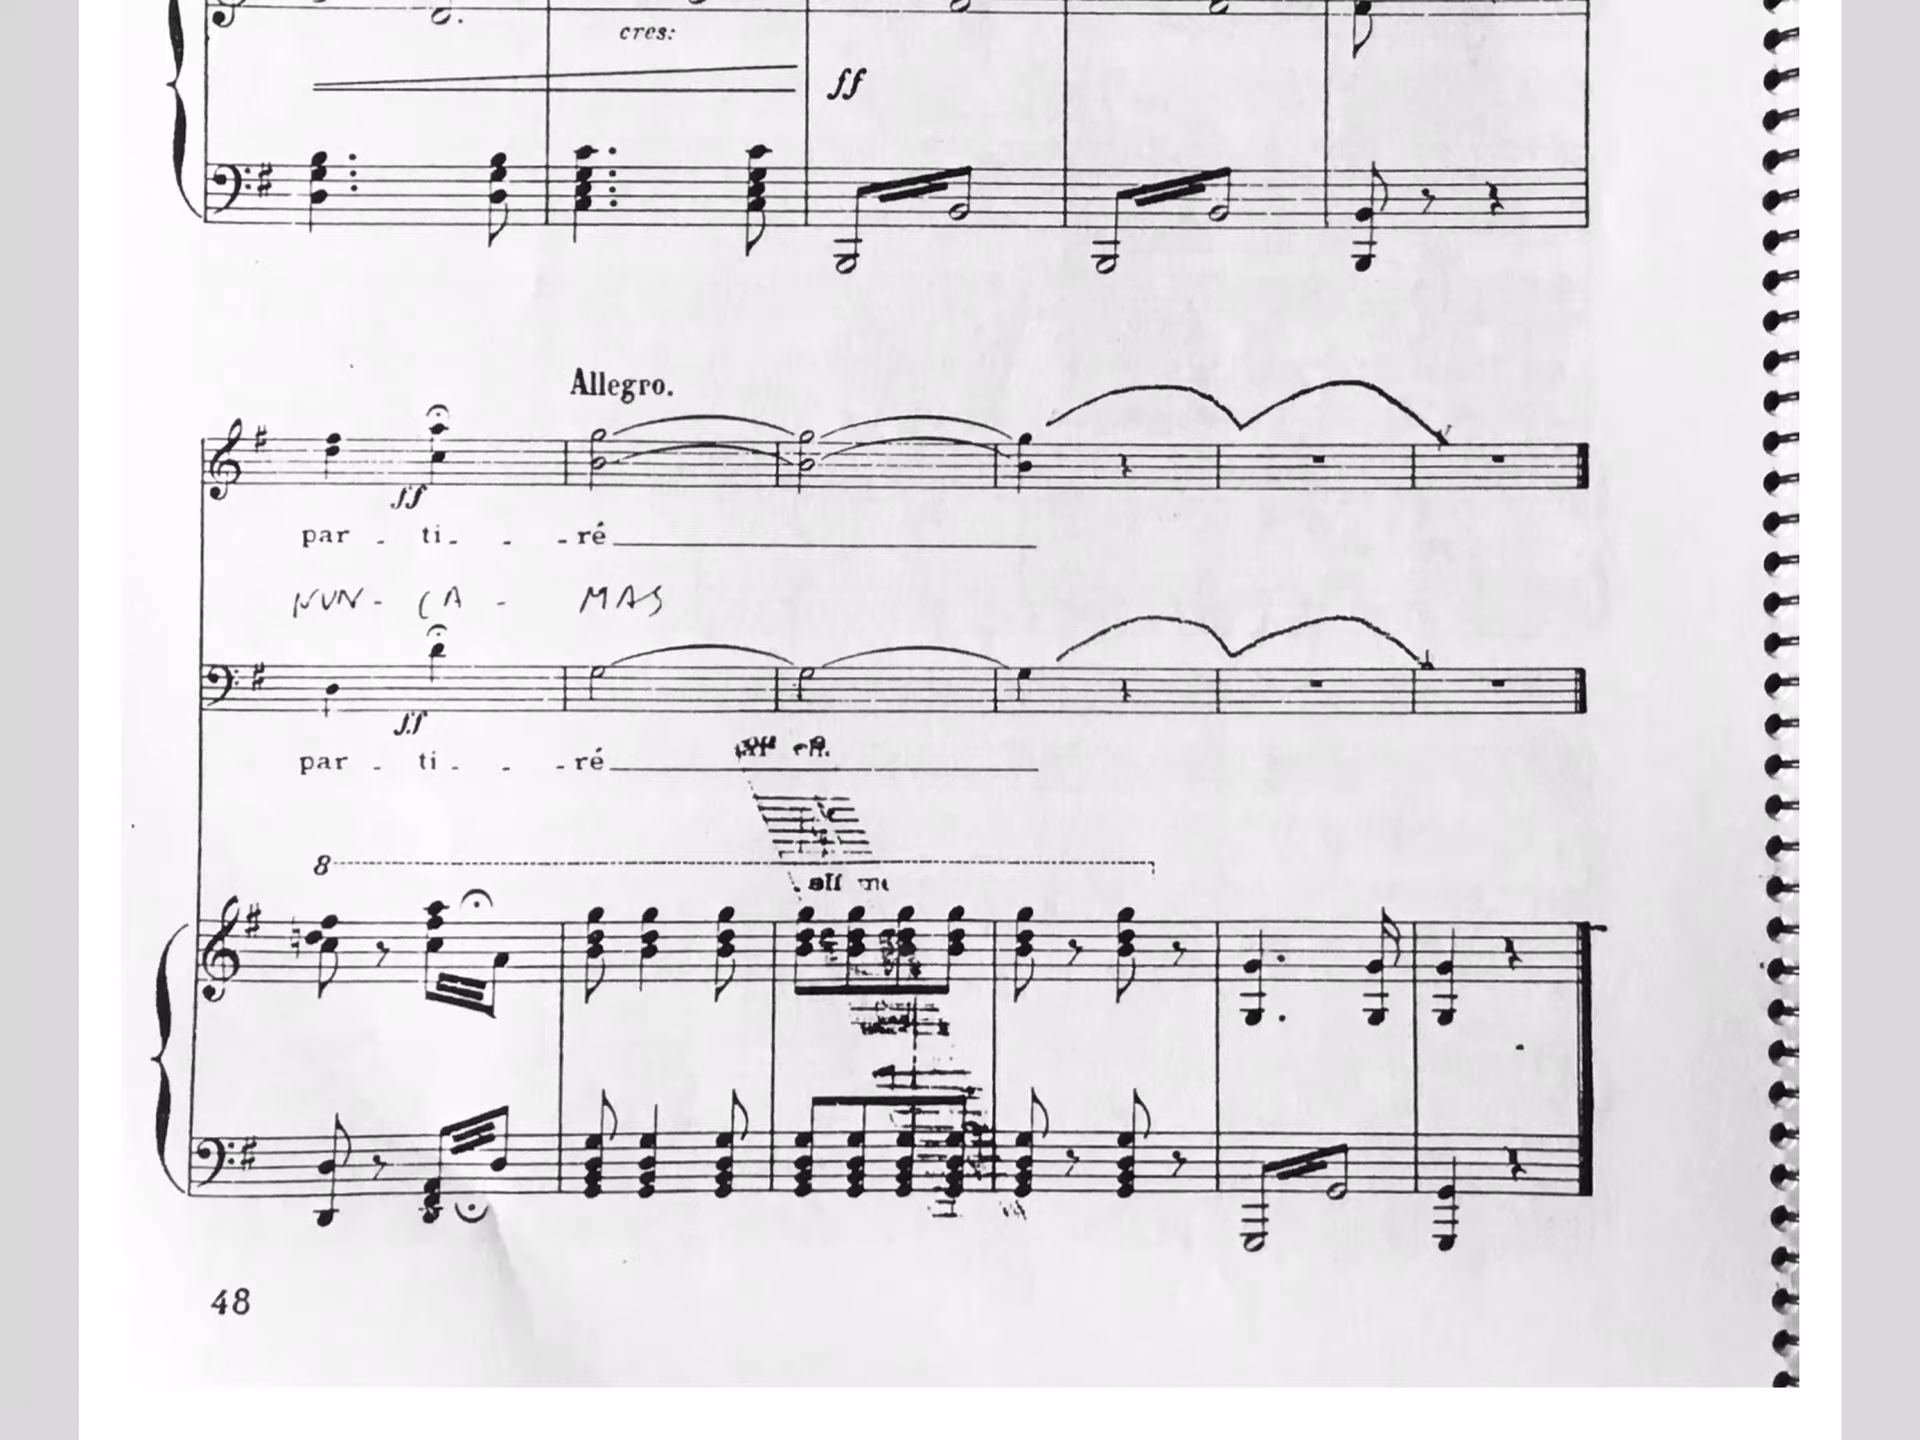 cres:
ff
Allegro.
ff
par - ti - - - ré
NUN - CA - MAS
ff
par - ti - - - ré
8
48